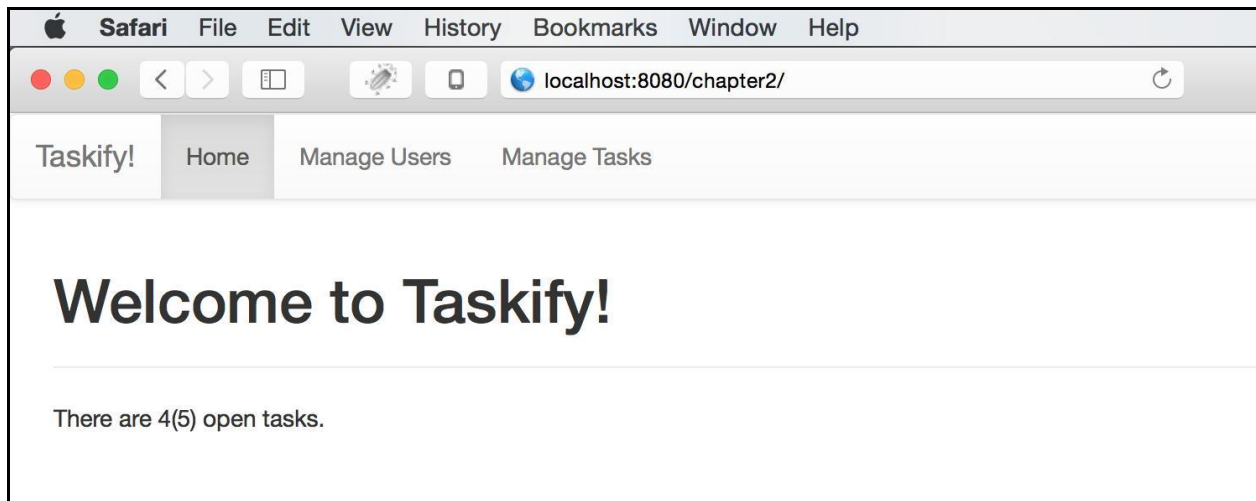 Safari File Edit View History Bookmarks Window Help
localhost:8080/chapter2/
Taskify! Home Manage Users Manage Tasks
Welcome to Taskify!
There are 4(5) open tasks.